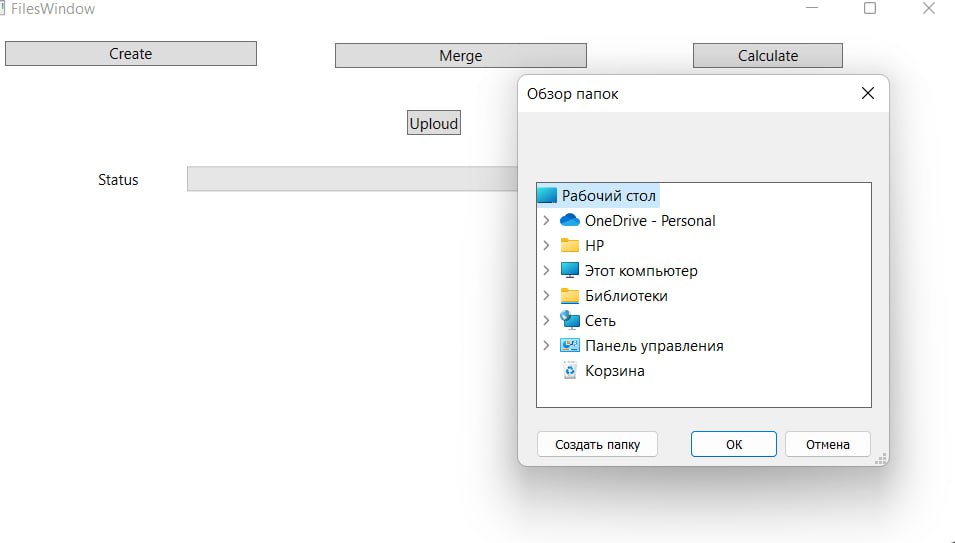 FilesWindow
Create
Merge
Calculate
Uploud
Status
Обзор папок
Рабочий стол
OneDrive - Personal
HP
Этот компьютер
Библиотеки
Сеть
Панель управления
Корзина
Создать папку
ОК
Отмена